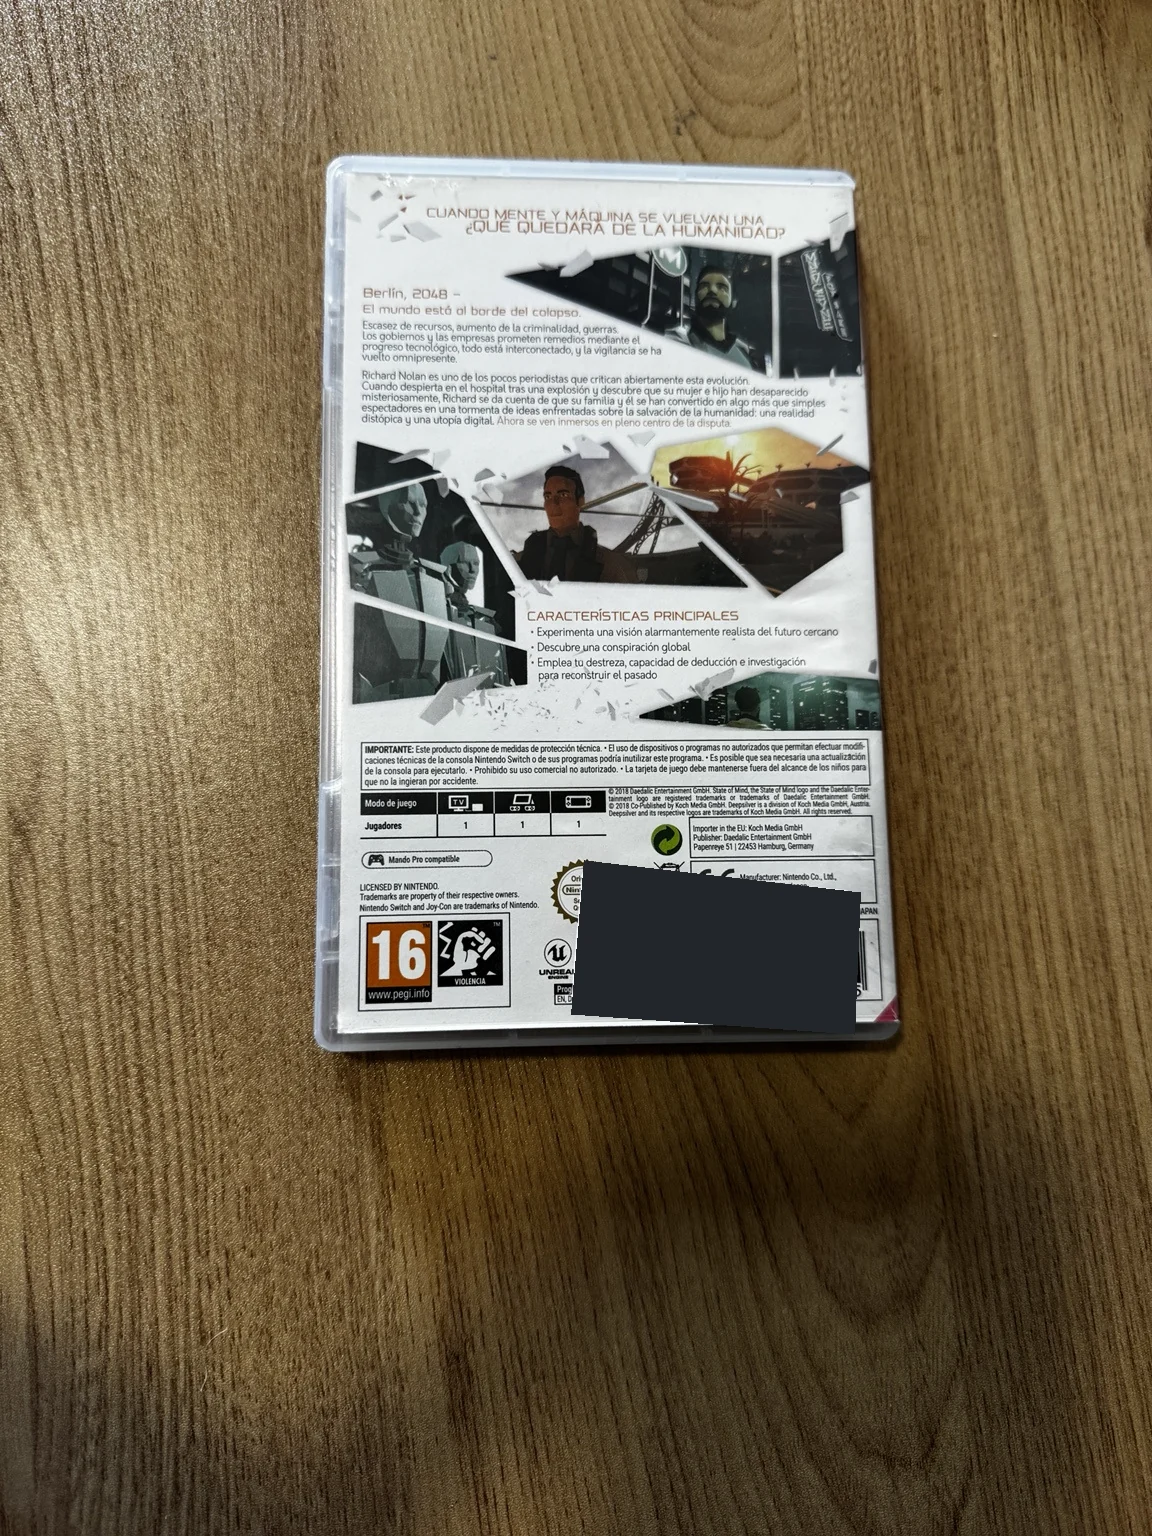 CUANDO MENTE Y MÁQUINA SE VUELVAN UNA
¿QUÉ QUEDARÁ DE LA HUMANIDAD?
Berlín, 2048 –
El mundo está al borde del colapso.
Escasez de recursos, aumento de la criminalidad, guerras.
Los gobiernos y las empresas prometen remedios mediante el
progreso tecnológico, todo está interconectado, y la vigilancia se ha
vuelto omnipresente.
Richard Nolan es uno de los pocos periodistas que critican abiertamente esta evolución.
Cuando despierta en el hospital tras una explosión y descubre que su mujer e hijo han desaparecido
misteriosamente, Richard se da cuenta de que su familia y él se han convertido en algo más que simples
espectadores en una tormenta de ideas enfrentadas sobre la salvación de la humanidad: una realidad
distópica y una utopía digital. Ahora se ven inmersos en pleno centro de la disputa.
CARACTERÍSTICAS PRINCIPALES
• Experimenta una visión alarmantemente realista del futuro cercano
• Descubre una conspiración global
• Emplea tu destreza, capacidad de deducción e investigación
para reconstruir el pasado
IMPORTANTE: Este producto dispone de medidas de protección técnica. • El uso de dispositivos o programas no autorizados que permitan efectuar modifi-
caciones técnicas de la consola Nintendo Switch o de sus programas podría inutilizar este programa. • Es posible que sea necesaria una actualización
de la consola para ejecutarlo. • Prohibido su uso comercial no autorizado. • La tarjeta de juego debe mantenerse fuera del alcance de los niños para
que no la ingieran por accidente.
© 2018 Daedalic Entertainment GmbH. State of Mind, the State of Mind logo and the Daedalic Enter-
tainment logo are registered trademarks or trademarks of Daedalic Entertainment GmbH.
© 2018 Co-Published by Koch Media GmbH. Deepsilver is a division of Koch Media GmbH, Austria.
Deepsilver and its respective logos are trademarks of Koch Media GmbH. All rights reserved.
Modo de juego TV
Jugadores 1 1 1
Importer in the EU: Koch Media GmbH
Publisher: Daedalic Entertainment GmbH
Papenreye 51 | 22453 Hamburg, Germany
Mando Pro compatible
CE Manufacturer: Nintendo Co., Ltd.,
LICENSED BY NINTENDO.
Trademarks are property of their respective owners.
Nintendo Switch and Joy-Con are trademarks of Nintendo.
JAPAN
16
www.pegi.info
VIOLENCIA
UNREAL
ENGINE
EN,